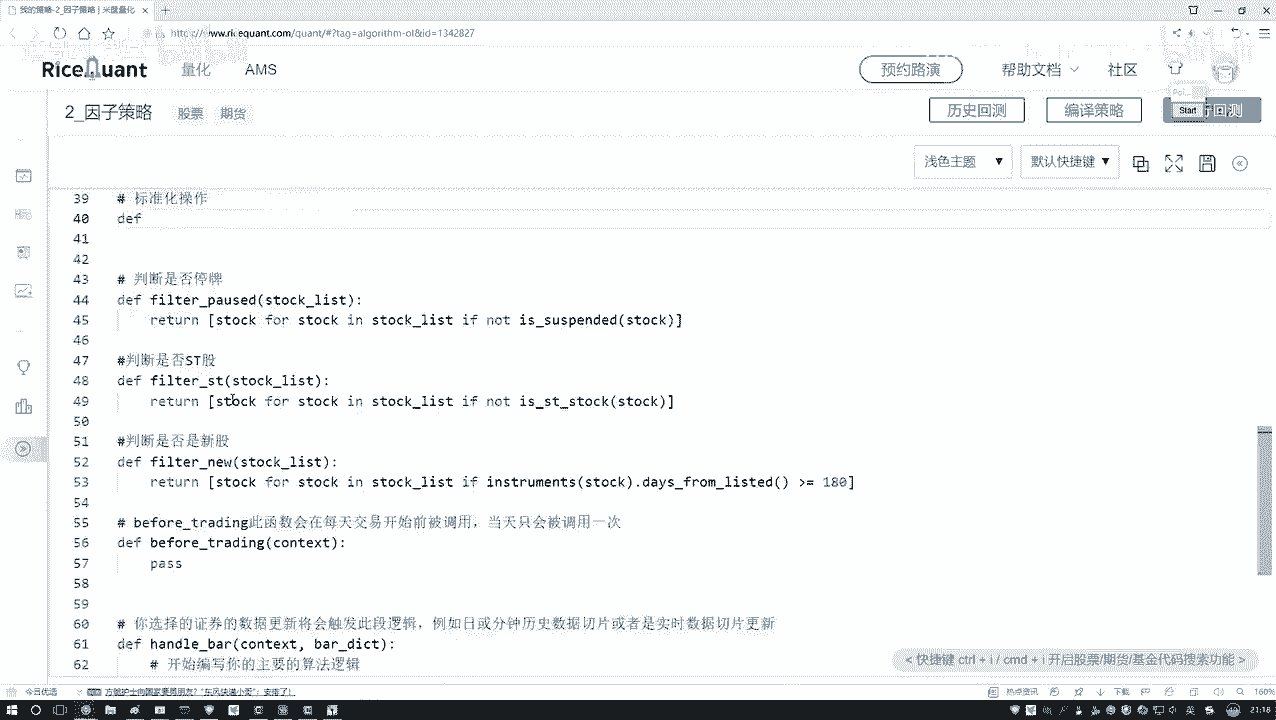 我的策略-2_因子策略 | 米筐量化
www.ricequant.com/quant/#?tag=algorithm-ol&id=1342827
RiceQuant
量化
AMS
预约路演
帮助文档
社区
2_因子策略
股票
期货
历史回测
编译策略
Start
回测
浅色主题
默认快捷键
39 # 标准化操作
40 def
41
42
43 # 判断是否停牌
44 def filter_paused(stock_list):
45 return [stock for stock in stock_list if not is_suspended(stock)]
46
47 #判断是否ST股
48 def filter_st(stock_list):
49 return [stock for stock in stock_list if not is_st_stock(stock)]
50
51 #判断是否是新股
52 def filter_new(stock_list):
53 return [stock for stock in stock_list if instruments(stock).days_from_listed() >= 180]
54
55 # before_trading此函数会在每天交易开始前被调用，当天只会被调用一次
56 def before_trading(context):
57 pass
58
59
60 # 你选择的证券的数据更新将会触发此段逻辑，例如日或分钟历史数据切片或者是实时数据切片更新
61 def handle_bar(context, bar_dict):
62 # 开始编写你的主要的算法逻辑
< 快捷键 ctrl + i / cmd + i 开启股票/期货/基金代码搜索功能 >
今日优选
热点资讯
下载
160%
英
21:18